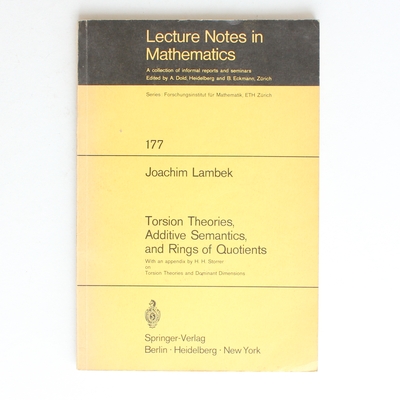 Lecture Notes in
Mathematics
A collection of informal reports and seminars
Edited by A. Dold, Heidelberg and B. Eckmann, Zürich
Series: Forschungsinstitut für Mathematik, ETH Zürich
177
Joachim Lambek
Torsion Theories,
Additive Semantics,
and Rings of Quotients
With an appendix by H. H. Storrer
on
Torsion Theories and Dominant Dimensions
Springer-Verlag
Berlin · Heidelberg · New York